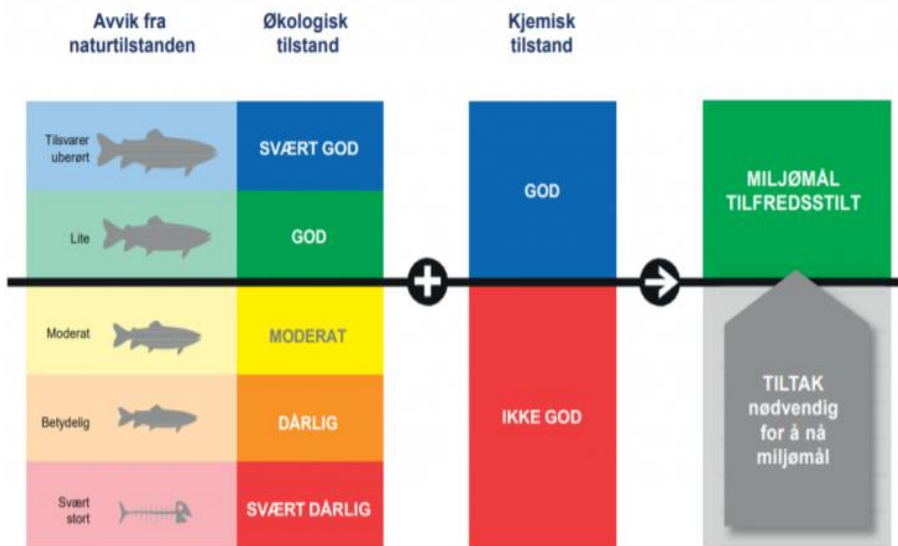 Avvik fra
naturtilstanden
Økologisk
tilstand
Kjemisk
tilstand
Tilsvarer
uberørt
SVÆRT GOD
Lite
GOD
Moderat
MODERAT
Betydelig
DÅRLIG
Svært
stort
SVÆRT DÅRLIG
GOD
IKKE GOD
MILJØMÅL
TILFREDSSTILT
TILTAK
nødvendig
for å nå
miljømål